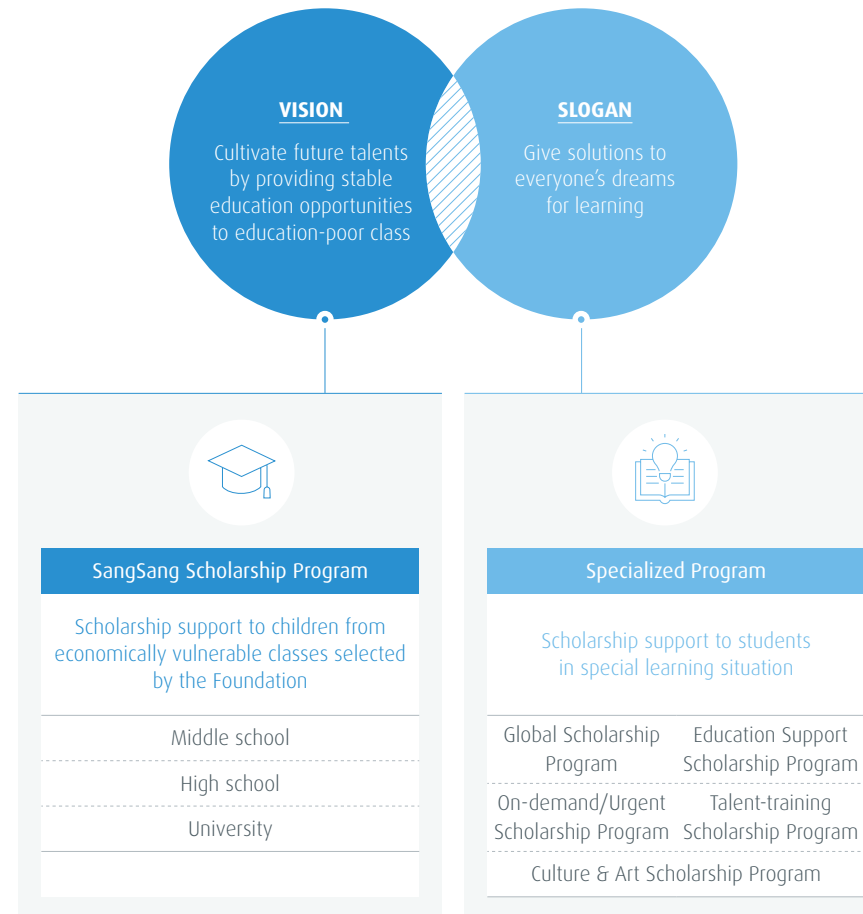 VISION
Cultivate future talents
by providing stable
education opportunities
to education-poor class
SLOGAN
Give solutions to
everyone's dreams
for learning
SangSang Scholarship Program
Scholarship support to children from
economically vulnerable classes selected
by the Foundation
Middle school
High school
University
Specialized Program
Scholarship support to students
in special learning situation
Global Scholarship
Program
Education Support
Scholarship Program
On-demand/Urgent
Scholarship Program
Talent-training
Scholarship Program
Culture & Art Scholarship Program